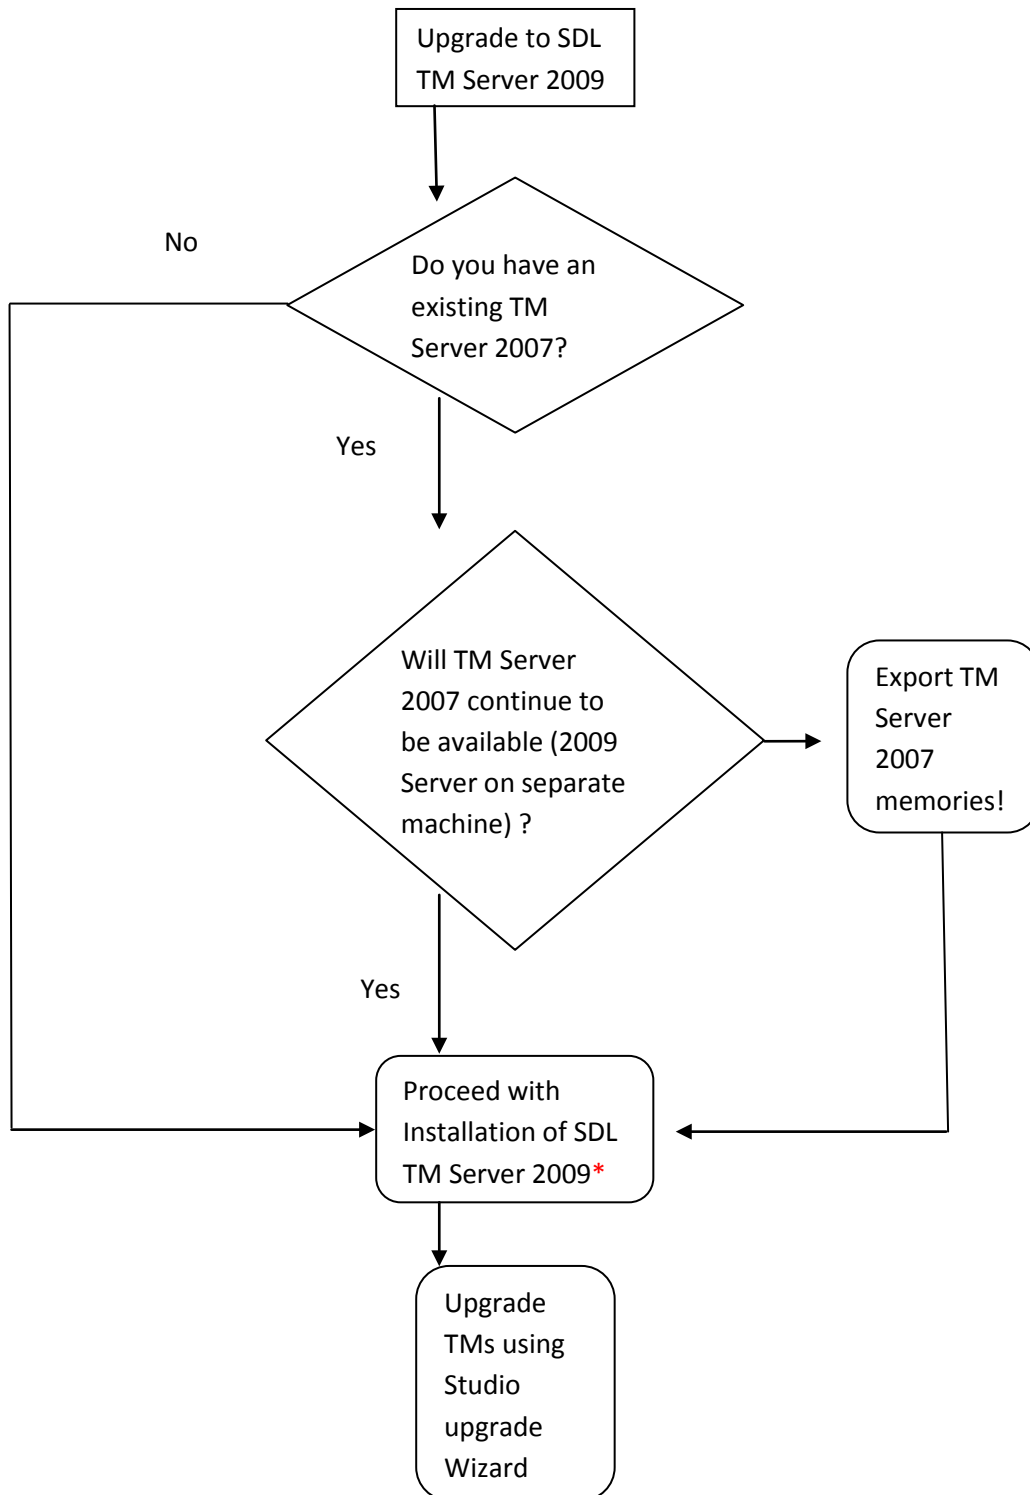 Upgrade to SDL
TM Server 2009
No
Do you have an
existing TM
Server 2007?
Yes
Will TM Server
2007 continue to
be available (2009
Server on separate
machine) ?
Export TM
Server
2007
memories!
Yes
Proceed with
Installation of SDL
TM Server 2009*
Upgrade
TMs using
Studio
upgrade
Wizard